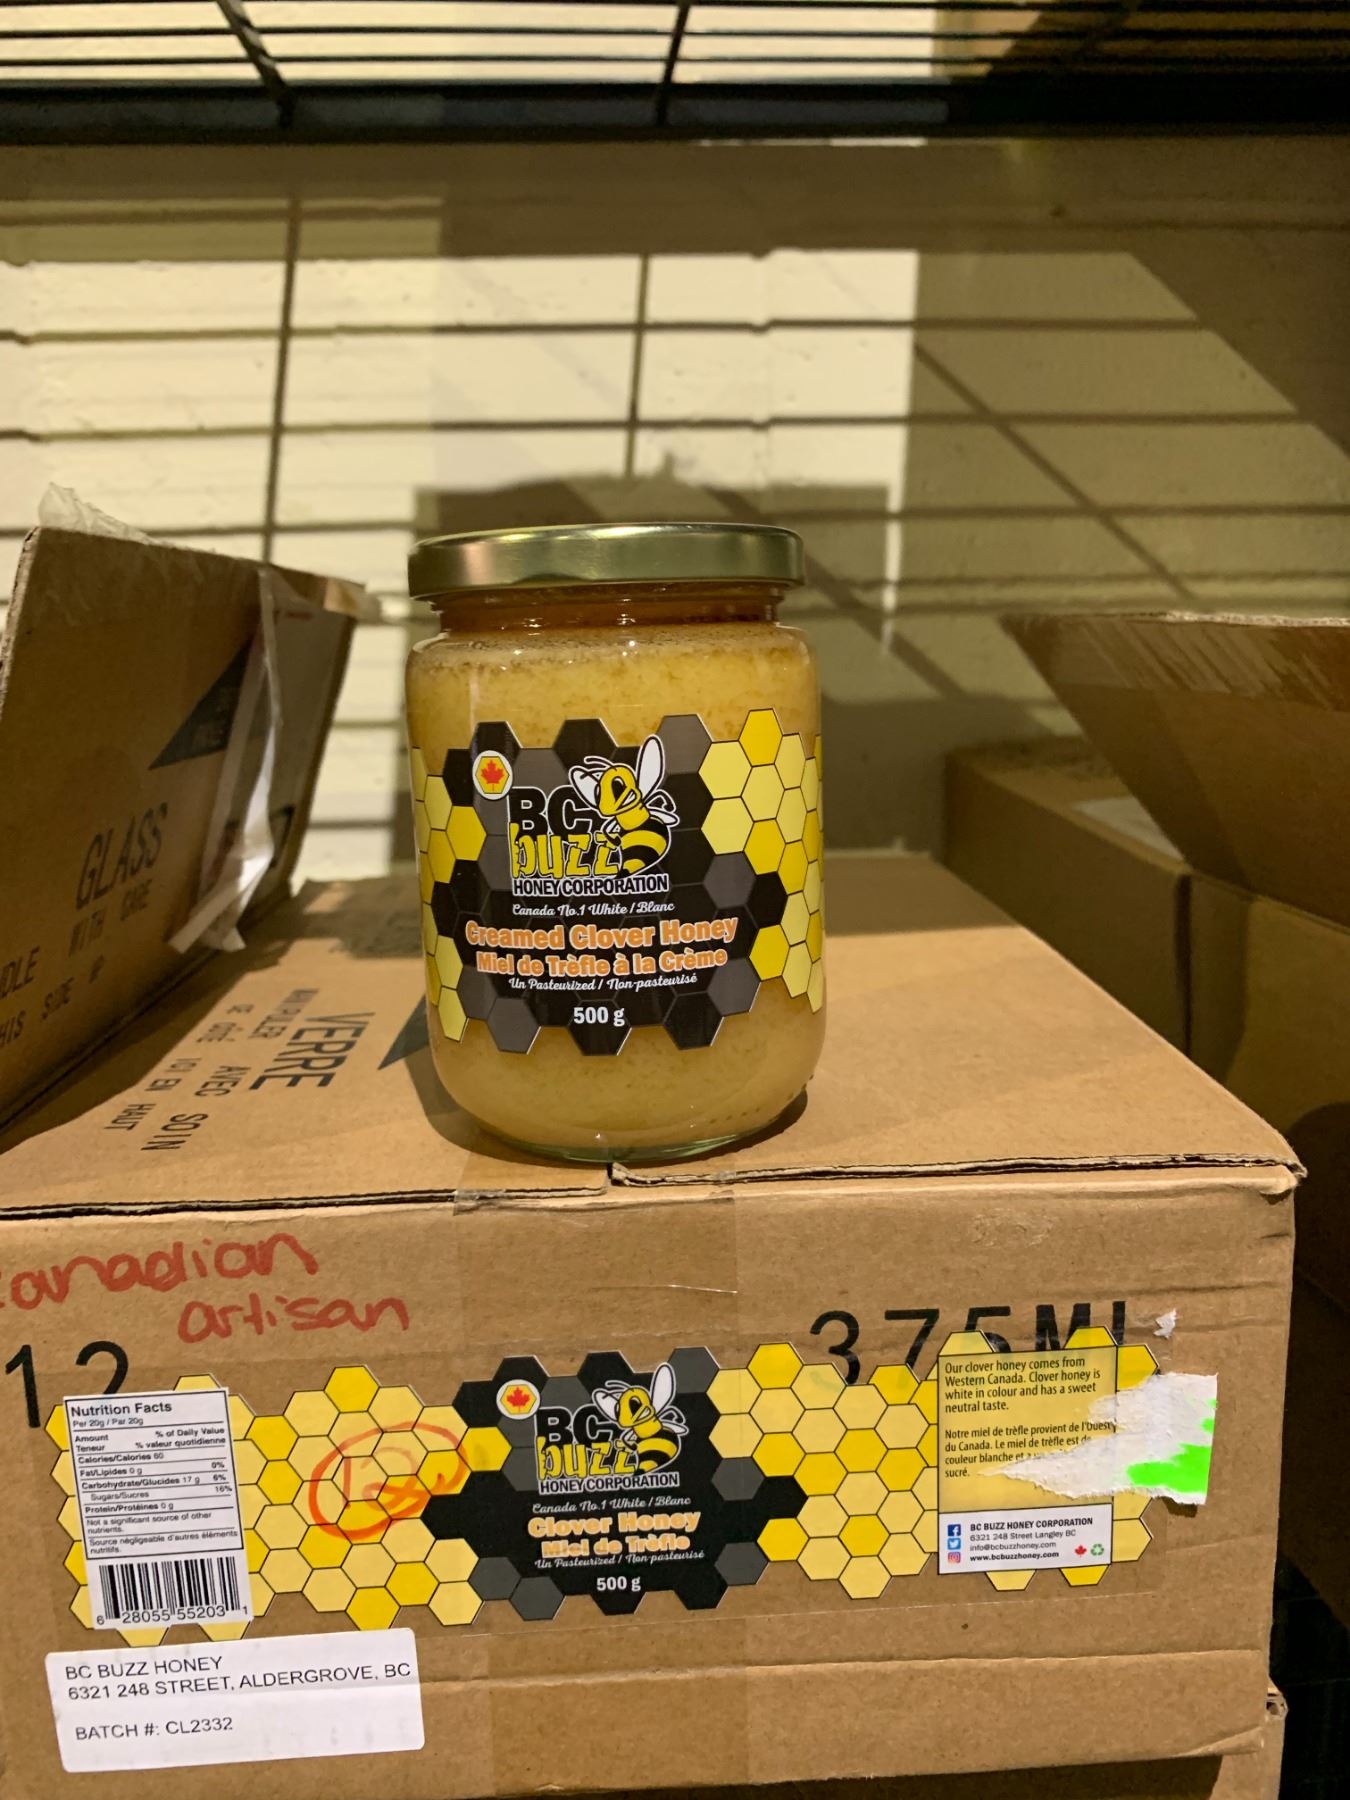 BC
buzz
HONEY CORPORATION
Canada No.1 White / Blanc
Creamed Clover Honey
Miel de Trèfle à la Crème
Un Pasteurized / Non-pasteurisé
500 g
GLASS
WITH CARE
SIDE
VERRE
MANIPULER AVEC SOIN
ICI EN HAUT
Canadian
artisan
12
375ML
Nutrition Facts
Per 20g / Par 20g
Amount % of Daily Value
Teneur % valeur quotidienne
Calories/Calories 60
Fat/Lipides 0 g 0%
Carbohydrate/Glucides 17 g 6%
Sugars/Sucres 16%
Protein/Protéines 0 g
Not a significant source of other
nutrients.
Source négligeable d'autres éléments
nutritifs.
6 28055 55203 1
BC
buzz
HONEY CORPORATION
Canada No.1 White / Blanc
Clover Honey
Miel de Trèfle
Un Pasteurized / Non-pasteurisé
500 g
Our clover honey comes from
Western Canada. Clover honey is
white in colour and has a sweet
neutral taste.
Notre miel de trèfle provient de l'Ouest
du Canada. Le miel de trèfle est de
couleur blanche et
sucré.
BC BUZZ HONEY CORPORATION
6321 248 Street Langley BC
info@bcbuzzhoney.com
www.bcbuzzhoney.com
BC BUZZ HONEY
6321 248 STREET, ALDERGROVE, BC
BATCH #: CL2332